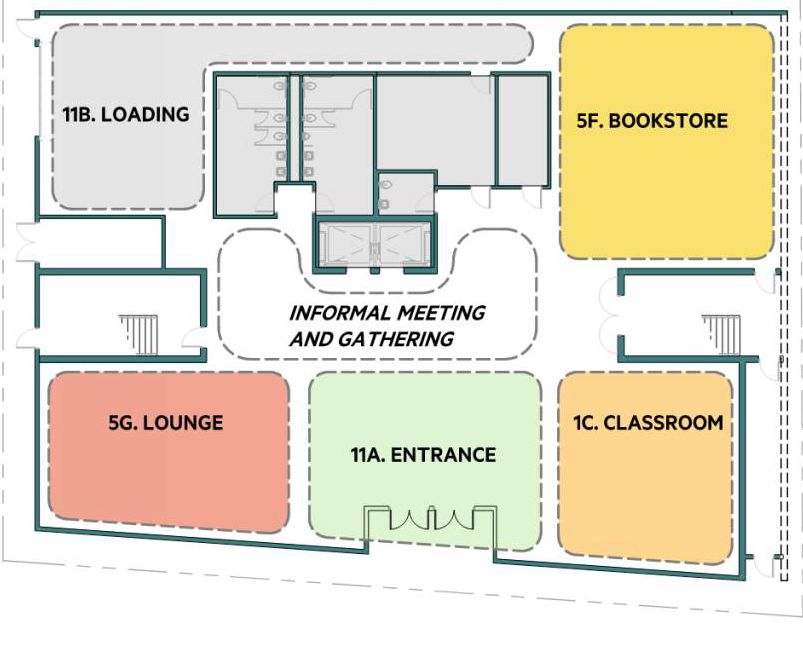 11B. LOADING
5F. BOOKSTORE
INFORMAL MEETING
AND GATHERING
5G. LOUNGE
11A. ENTRANCE
1C. CLASSROOM